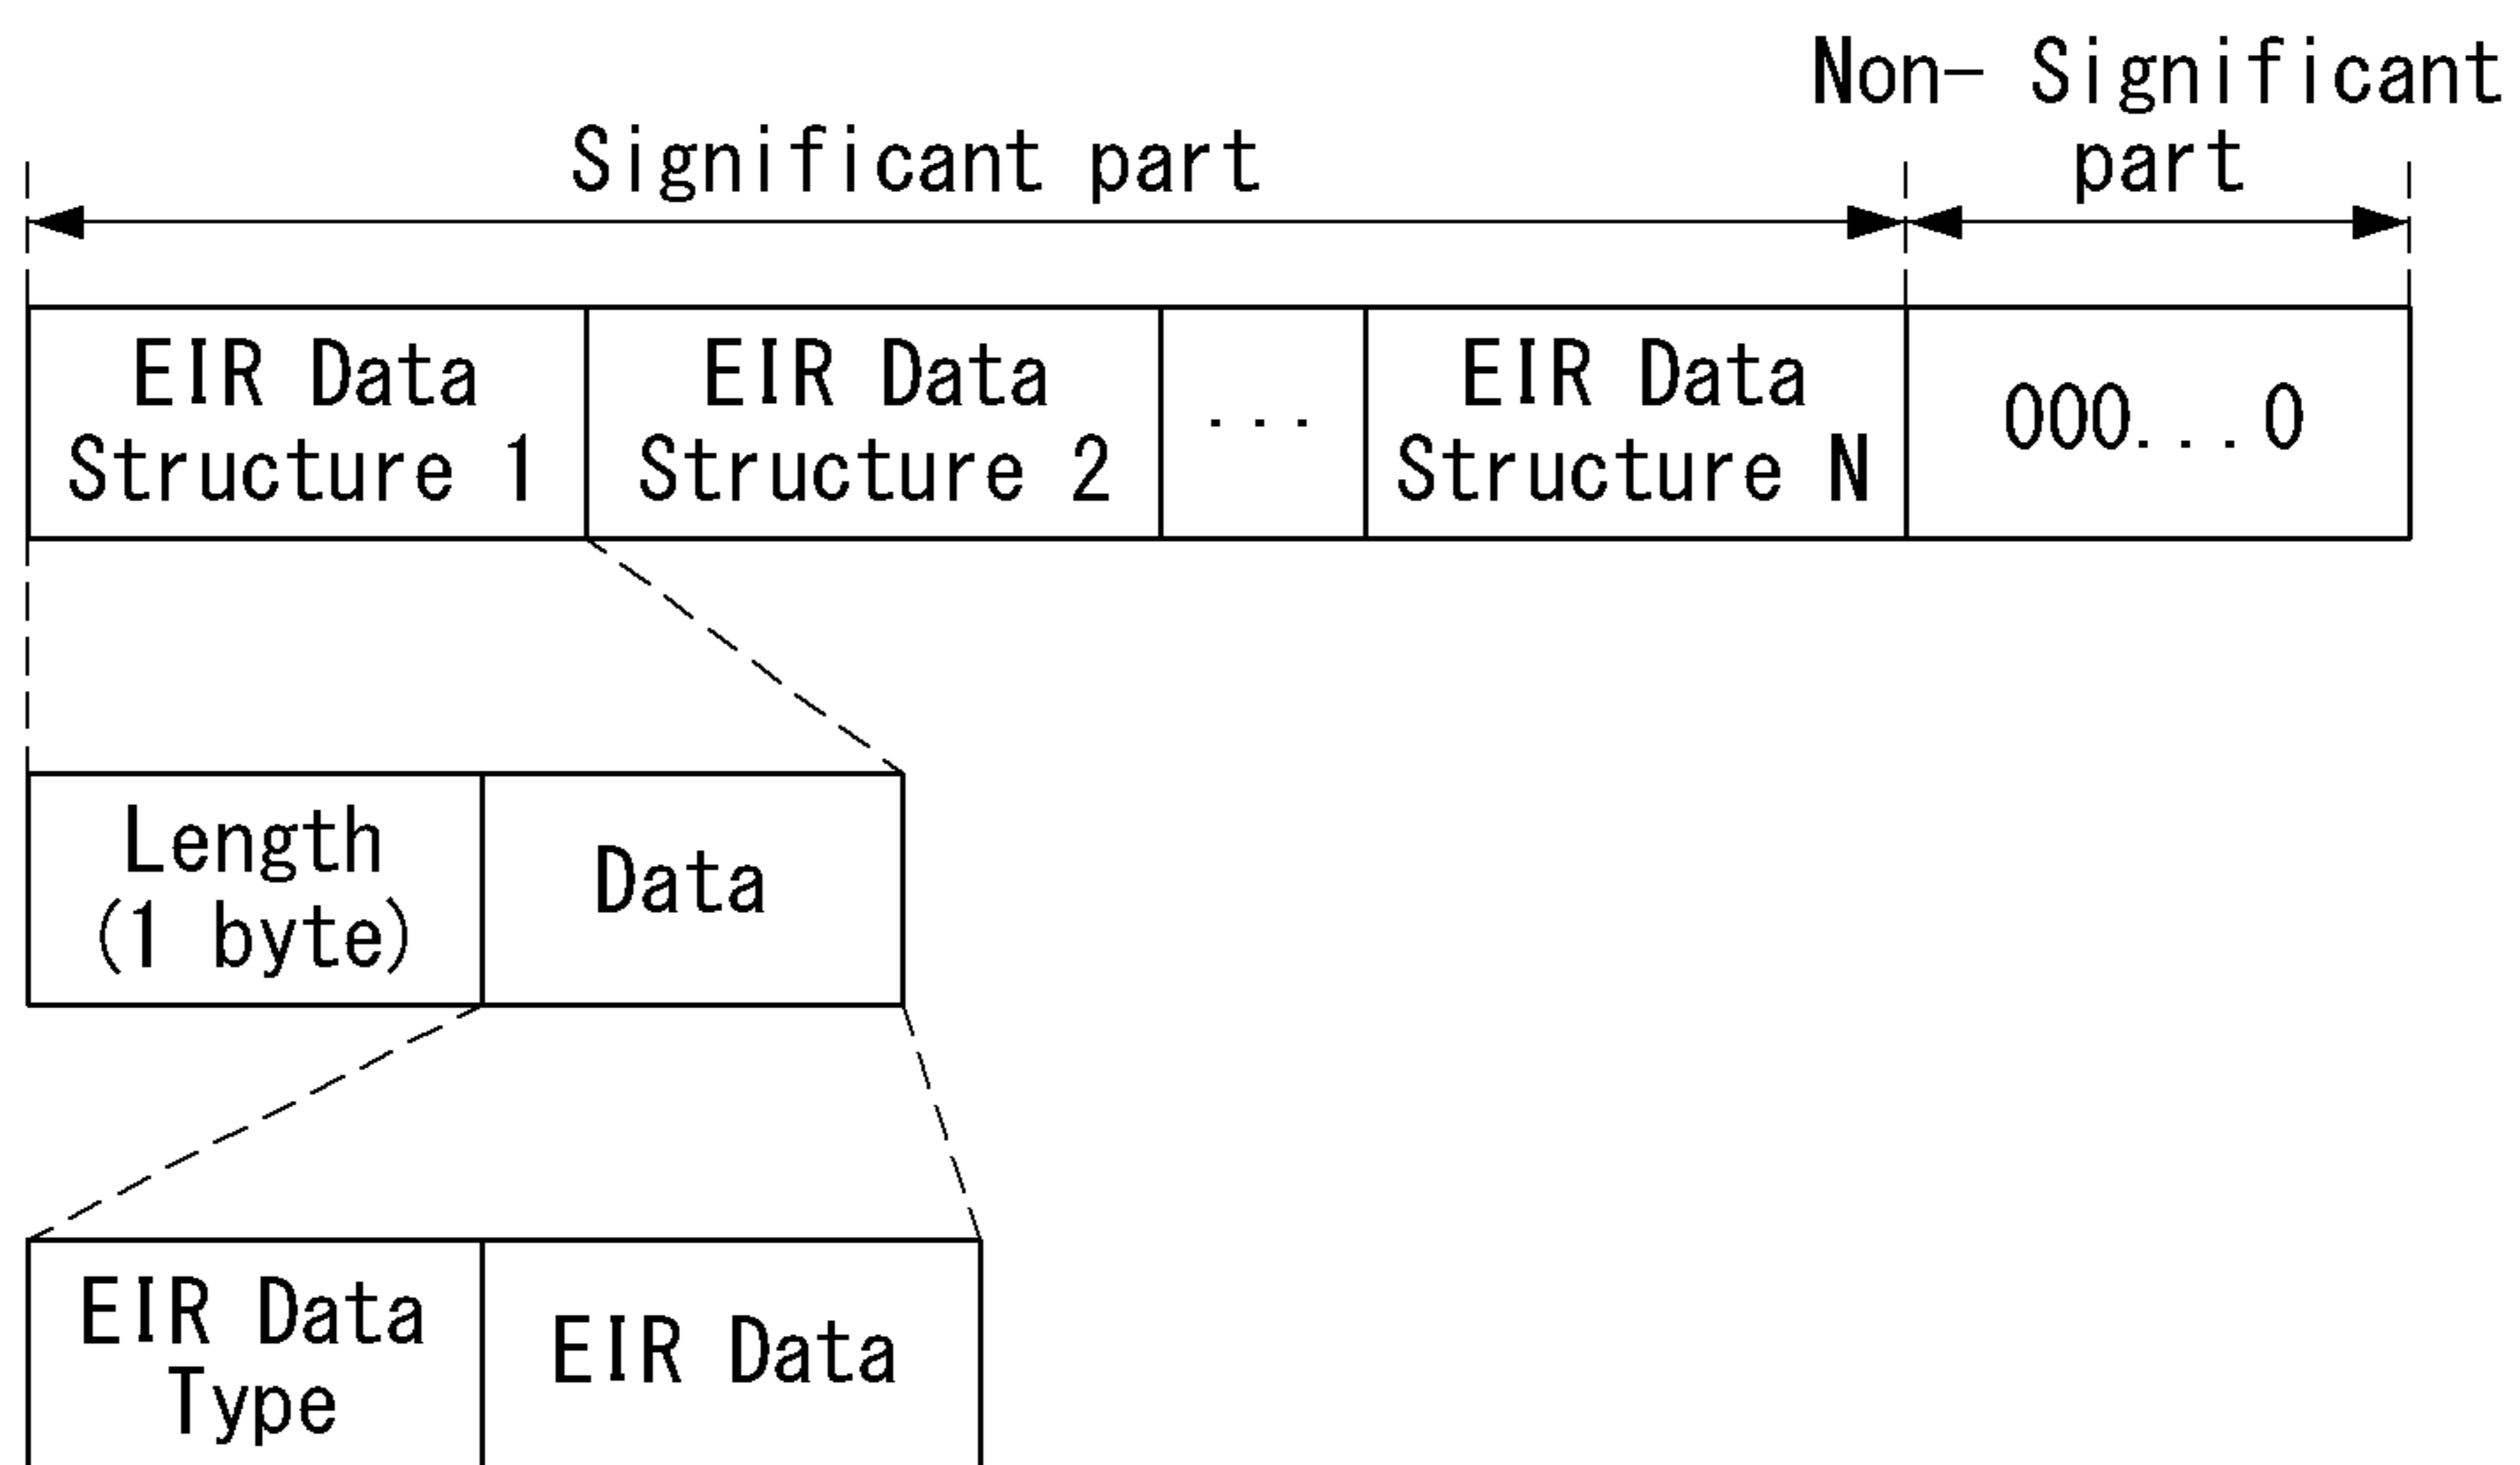 Non- Significant
part
Significant part
EIR Data
Structure 1
EIR Data
Structure 2
...
EIR Data
Structure N
000...0
Length
(1 byte)
Data
EIR Data
Type
EIR Data